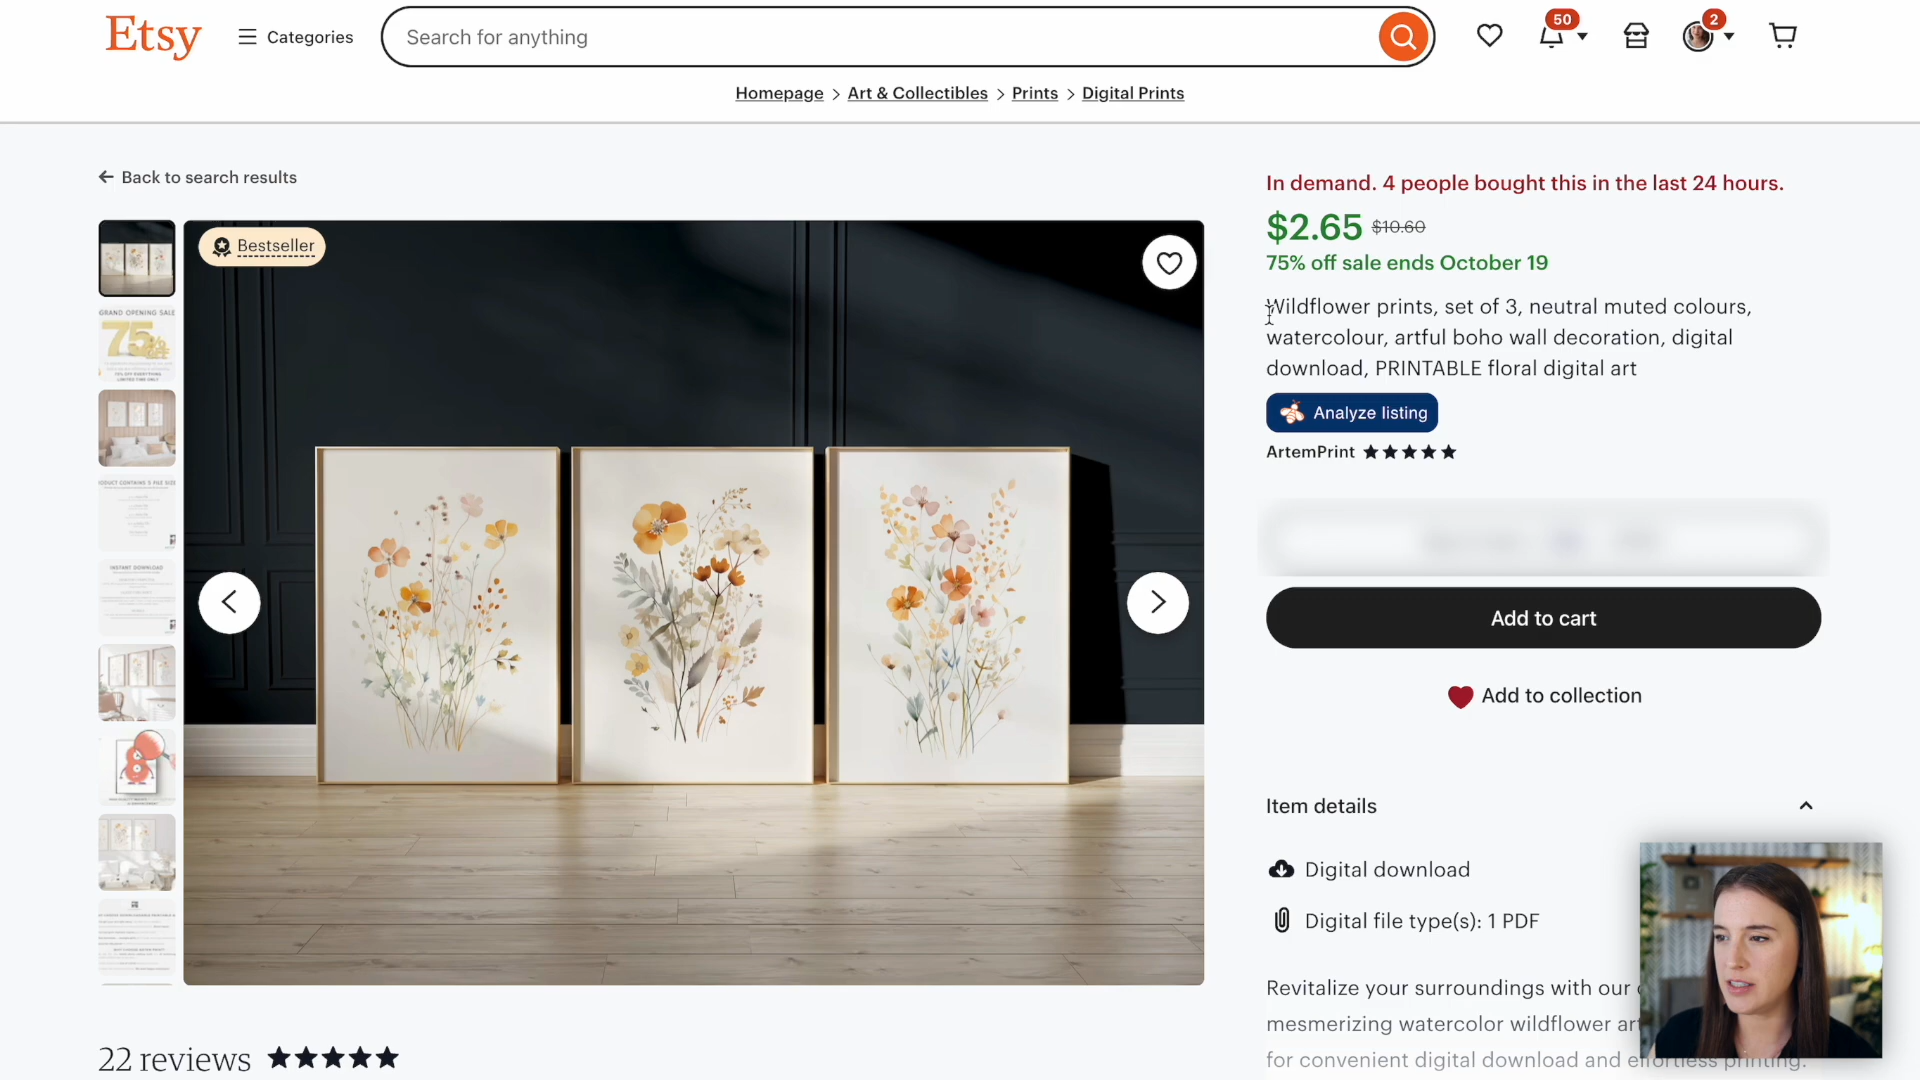 Etsy
Categories
Search for anything
50
2
Homepage > Art & Collectibles > Prints > Digital Prints
Back to search results
In demand. 4 people bought this in the last 24 hours.
Bestseller
$2.65 $10.60
75% off sale ends October 19
GRAND OPENING SALE
75% OFF
Wildflower prints, set of 3, neutral muted colours,
watercolour, artful boho wall decoration, digital
download, PRINTABLE floral digital art
Analyze listing
ArtemPrint
INSTANT DOWNLOAD
Add to cart
Add to collection
Item details
Digital download
Digital file type(s): 1 PDF
Revitalize your surroundings with our
mesmerizing watercolor wildflower
for convenient digital download and effortless printing.
22 reviews